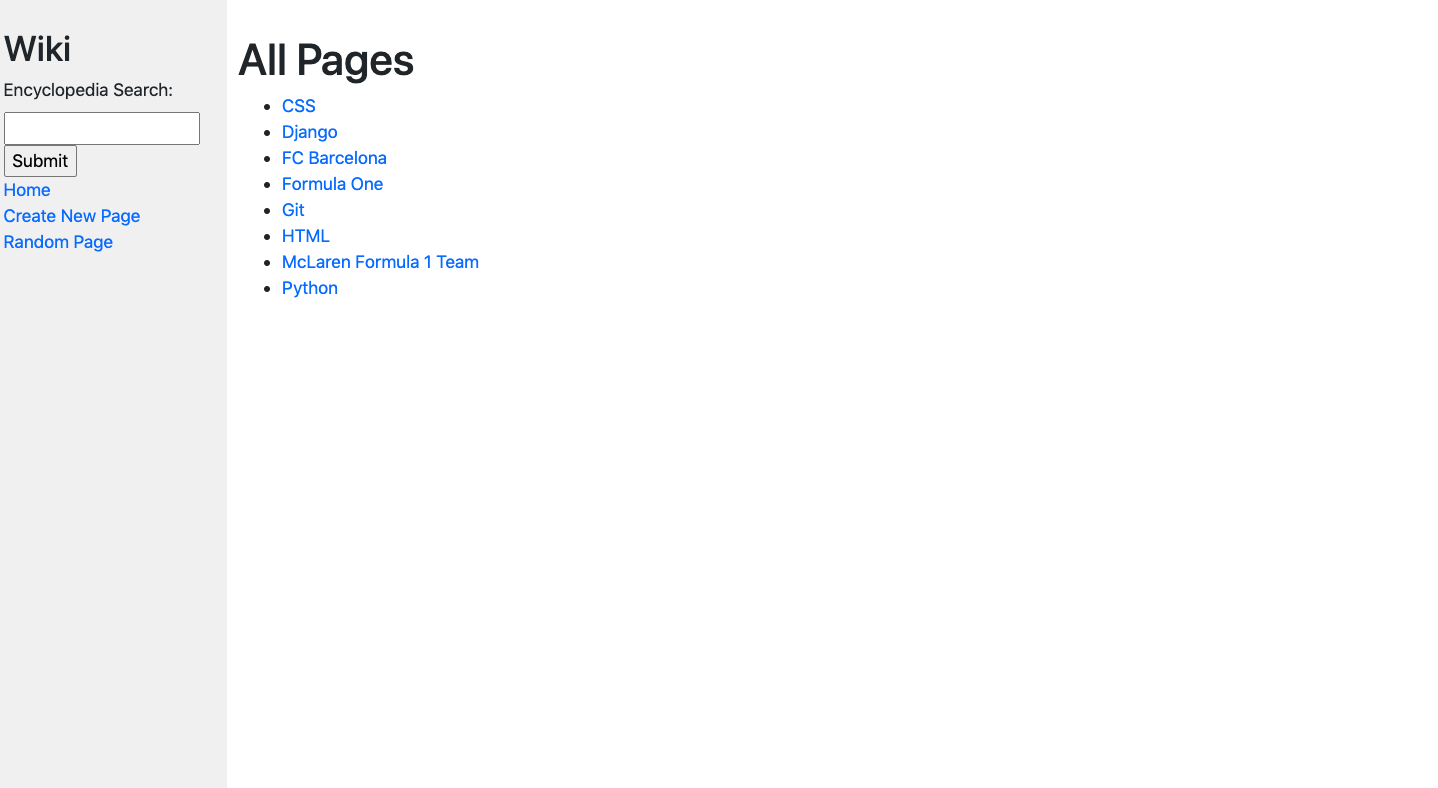 Wiki
Encyclopedia Search:
Submit
Home
Create New Page
Random Page
All Pages
CSS
Django
FC Barcelona
Formula One
Git
HTML
McLaren Formula 1 Team
Python